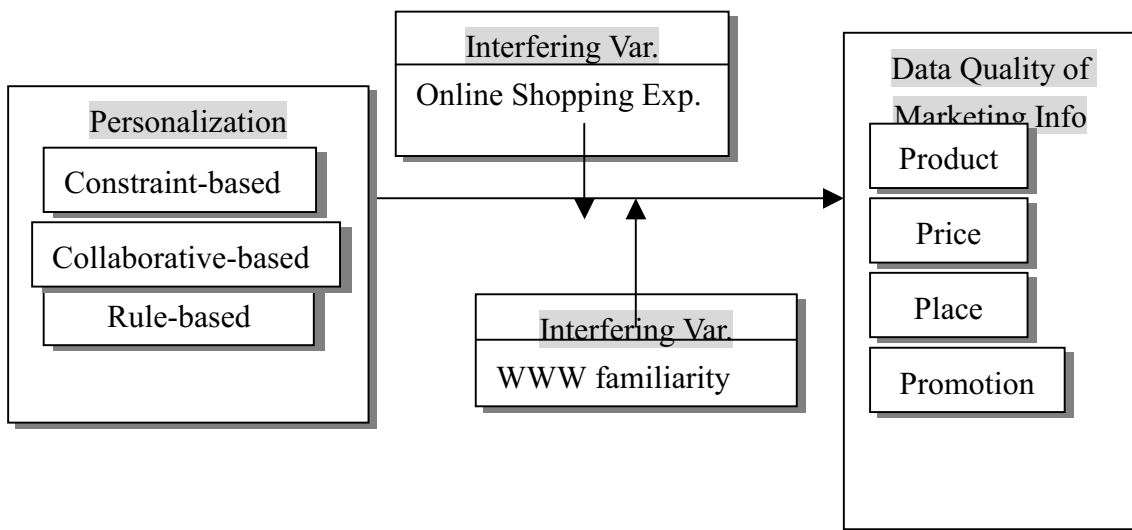 Personalization
Constraint-based
Collaborative-based
Rule-based
Interfering Var.
Online Shopping Exp.
Interfering Var.
WWW familiarity
Data Quality of
Marketing Info
Product
Price
Place
Promotion